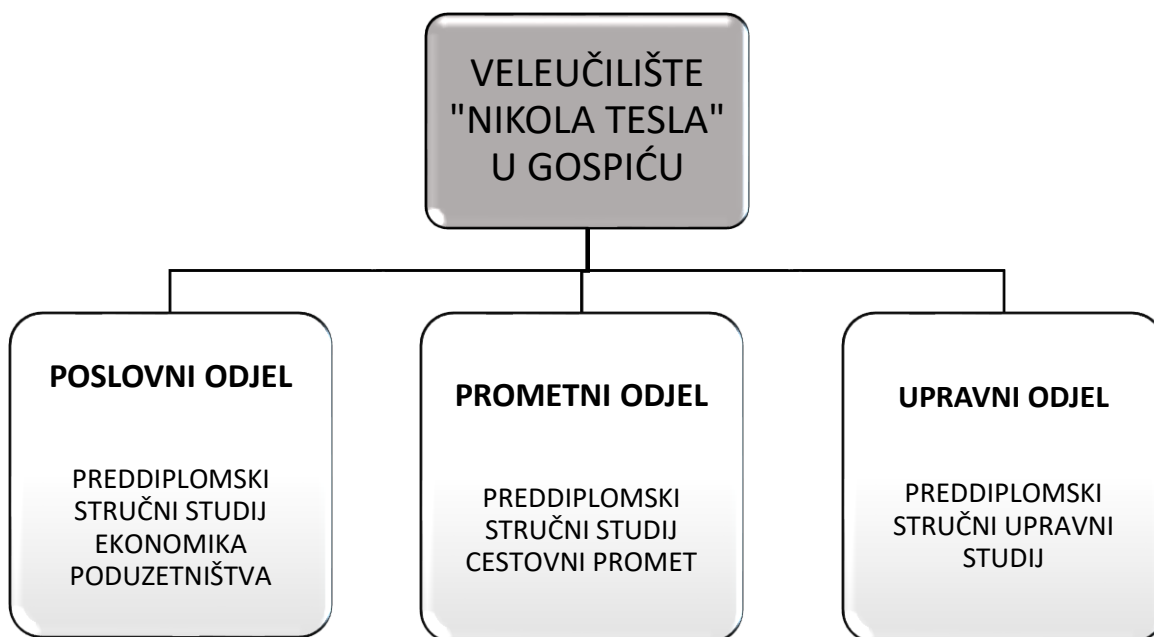 VELEUČILIŠTE
"NIKOLA TESLA"
U GOSPIĆU
POSLOVNI ODJEL
PREDDIPLOMSKI
STRUČNI STUDIJ
EKONOMIKA
PODUZETNIŠTVA
PROMETNI ODJEL
PREDDIPLOMSKI
STRUČNI STUDIJ
CESTOVNI PROMET
UPRAVNI ODJEL
PREDDIPLOMSKI
STRUČNI UPRAVNI
STUDIJ